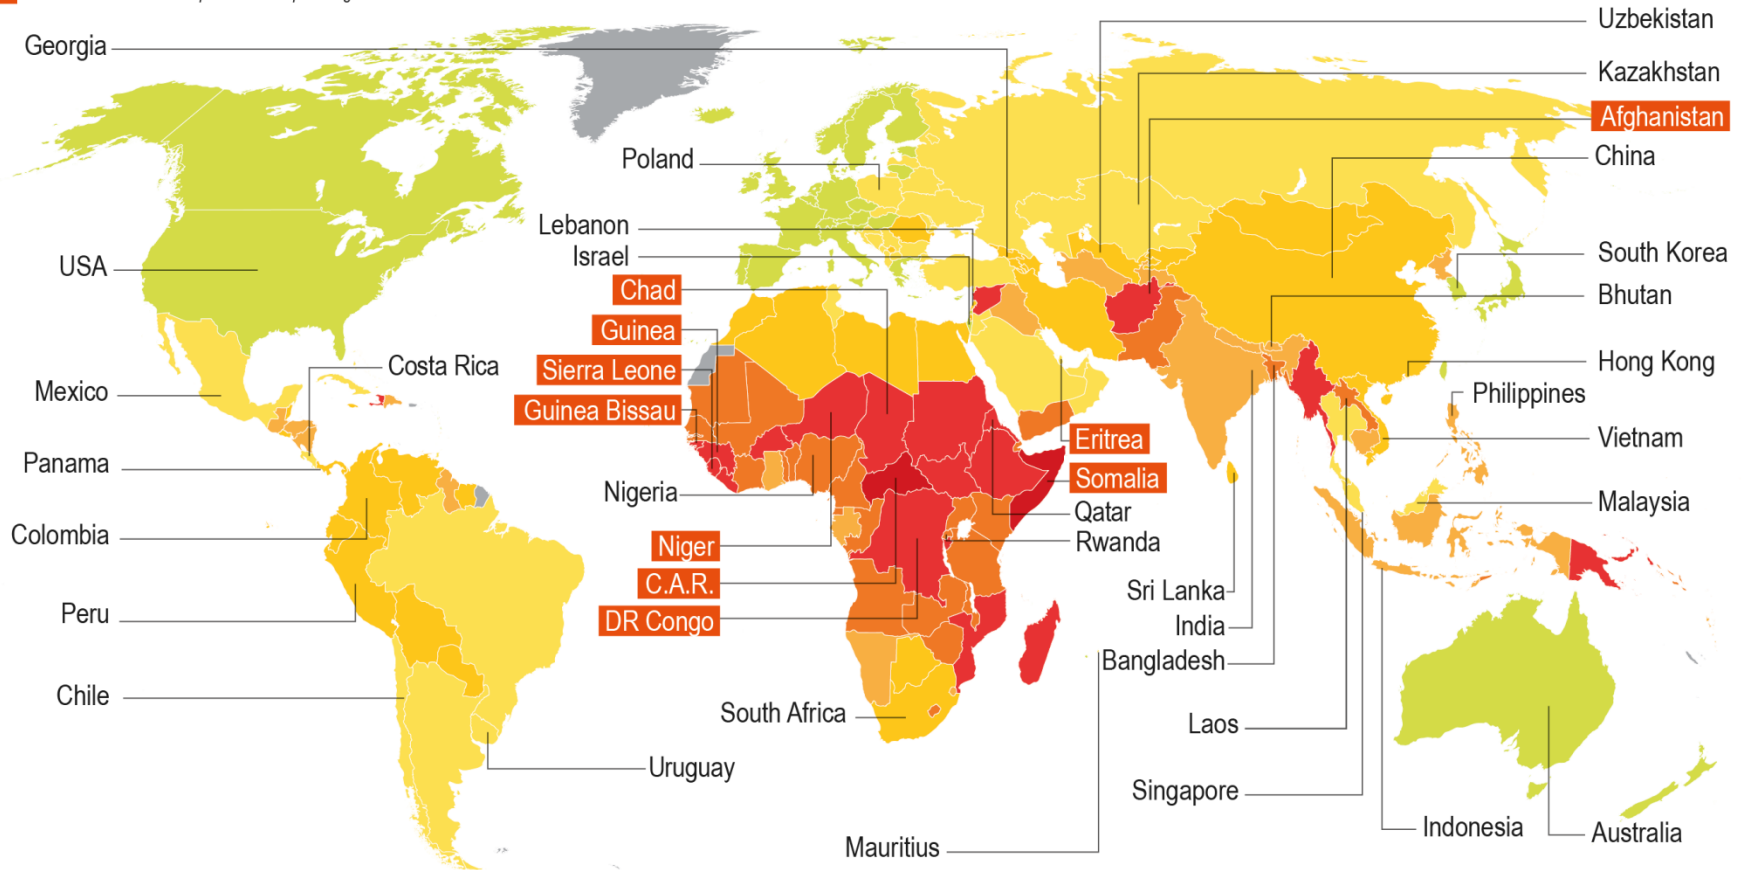 Georgia
Uzbekistan
Kazakhstan
Afghanistan
Poland
China
Lebanon
Israel
South Korea
USA
Chad
Bhutan
Guinea
Costa Rica
Sierra Leone
Hong Kong
Mexico
Guinea Bissau
Philippines
Eritrea
Vietnam
Panama
Somalia
Nigeria
Malaysia
Qatar
Colombia
Niger
Rwanda
C.A.R.
Sri Lanka
Peru
DR Congo
India
Bangladesh
Chile
South Africa
Laos
Uruguay
Singapore
Indonesia
Australia
Mauritius